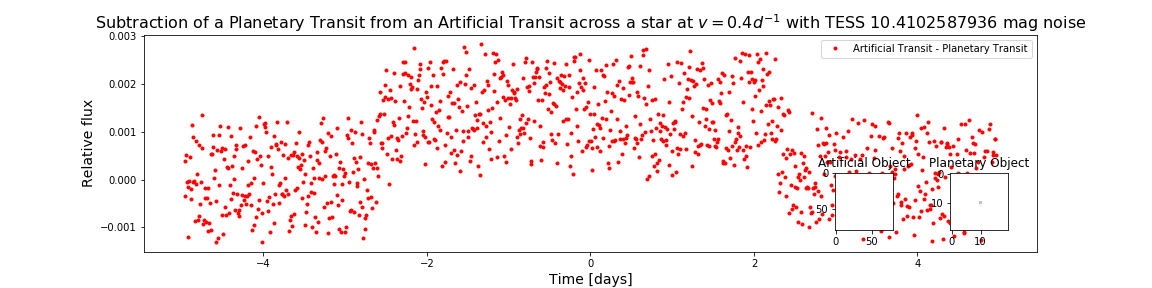 Subtraction of a Planetary Transit from an Artificial Transit across a star at v = 0.4d⁻¹ with TESS 10.4102587936 mag noise
0.003
0.002
0.001
0.000
−0.001
Relative flux
Artificial Transit - Planetary Transit
Artificial Object
0
50
0 50
Planetary Object
0
10
0 10
−4 −2 0 2 4
Time [days]